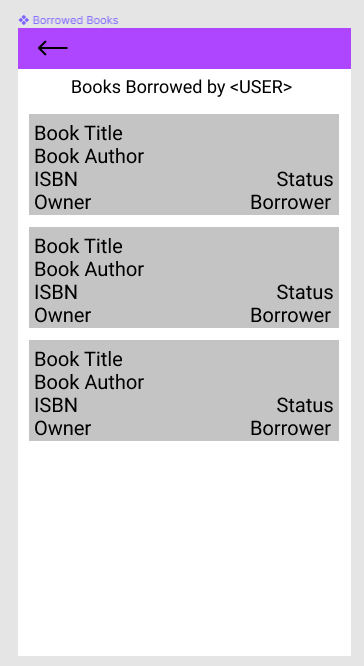 Borrowed Books
Books Borrowed by <USER>
Book Title
Book Author
ISBN Status
Owner Borrower
Book Title
Book Author
ISBN Status
Owner Borrower
Book Title
Book Author
ISBN Status
Owner Borrower